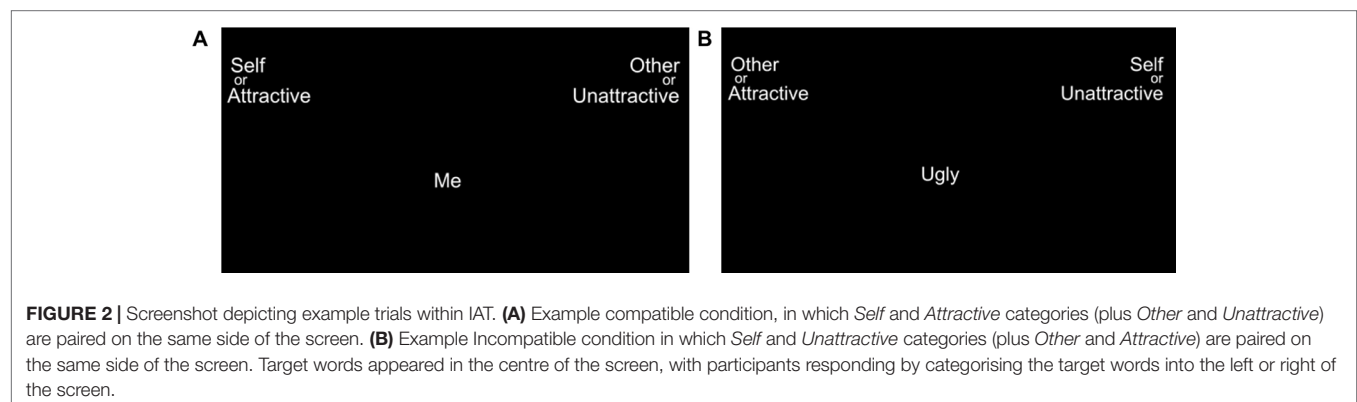 A
Self
or
Attractive
Other
or
Unattractive
Me
B
Other
or
Attractive
Self
or
Unattractive
Ugly
FIGURE 2 | Screenshot depicting example trials within IAT. (A) Example compatible condition, in which Self and Attractive categories (plus Other and Unattractive)
are paired on the same side of the screen. (B) Example Incompatible condition in which Self and Unattractive categories (plus Other and Attractive) are paired on
the same side of the screen. Target words appeared in the centre of the screen, with participants responding by categorising the target words into the left or right of
the screen.